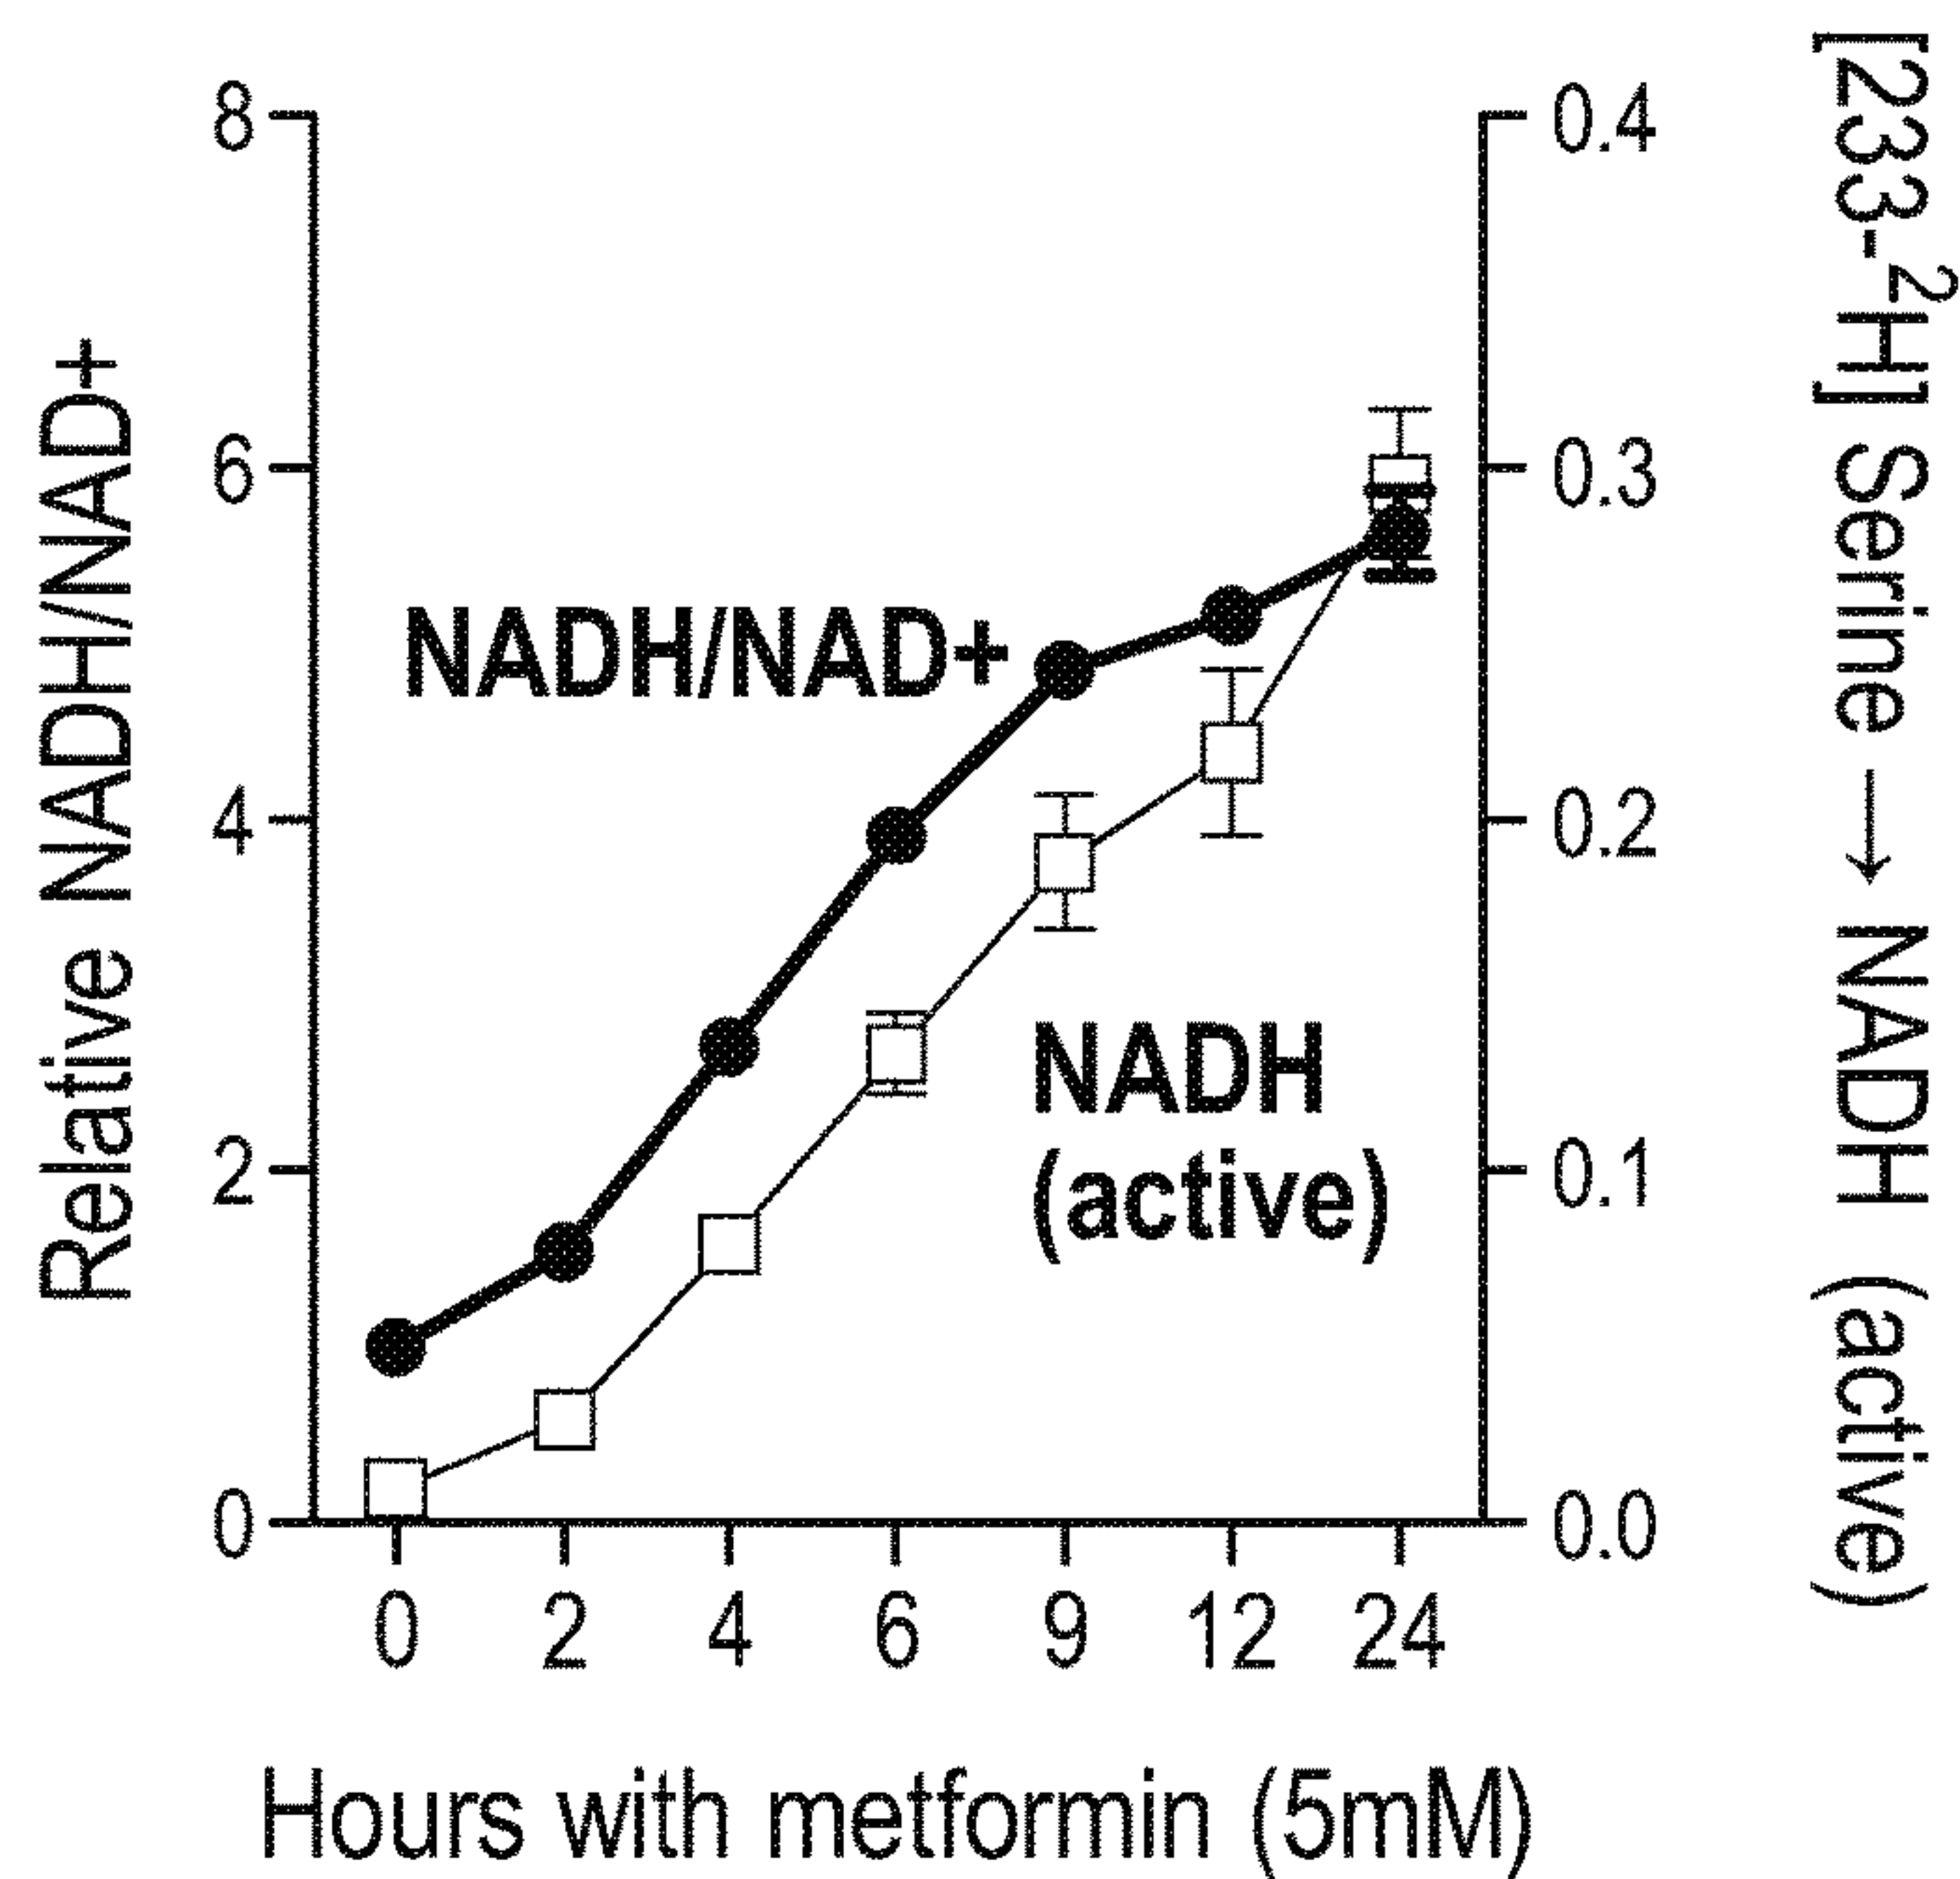 Relative NADH/NAD+
8
6
4
2
0
NADH/NAD+
NADH
(active)
0.4
0.3
0.2
0.1
0.0
[233-²H] Serine → NADH (active)
0 2 4 6 9 12 24
Hours with metformin (5mM)